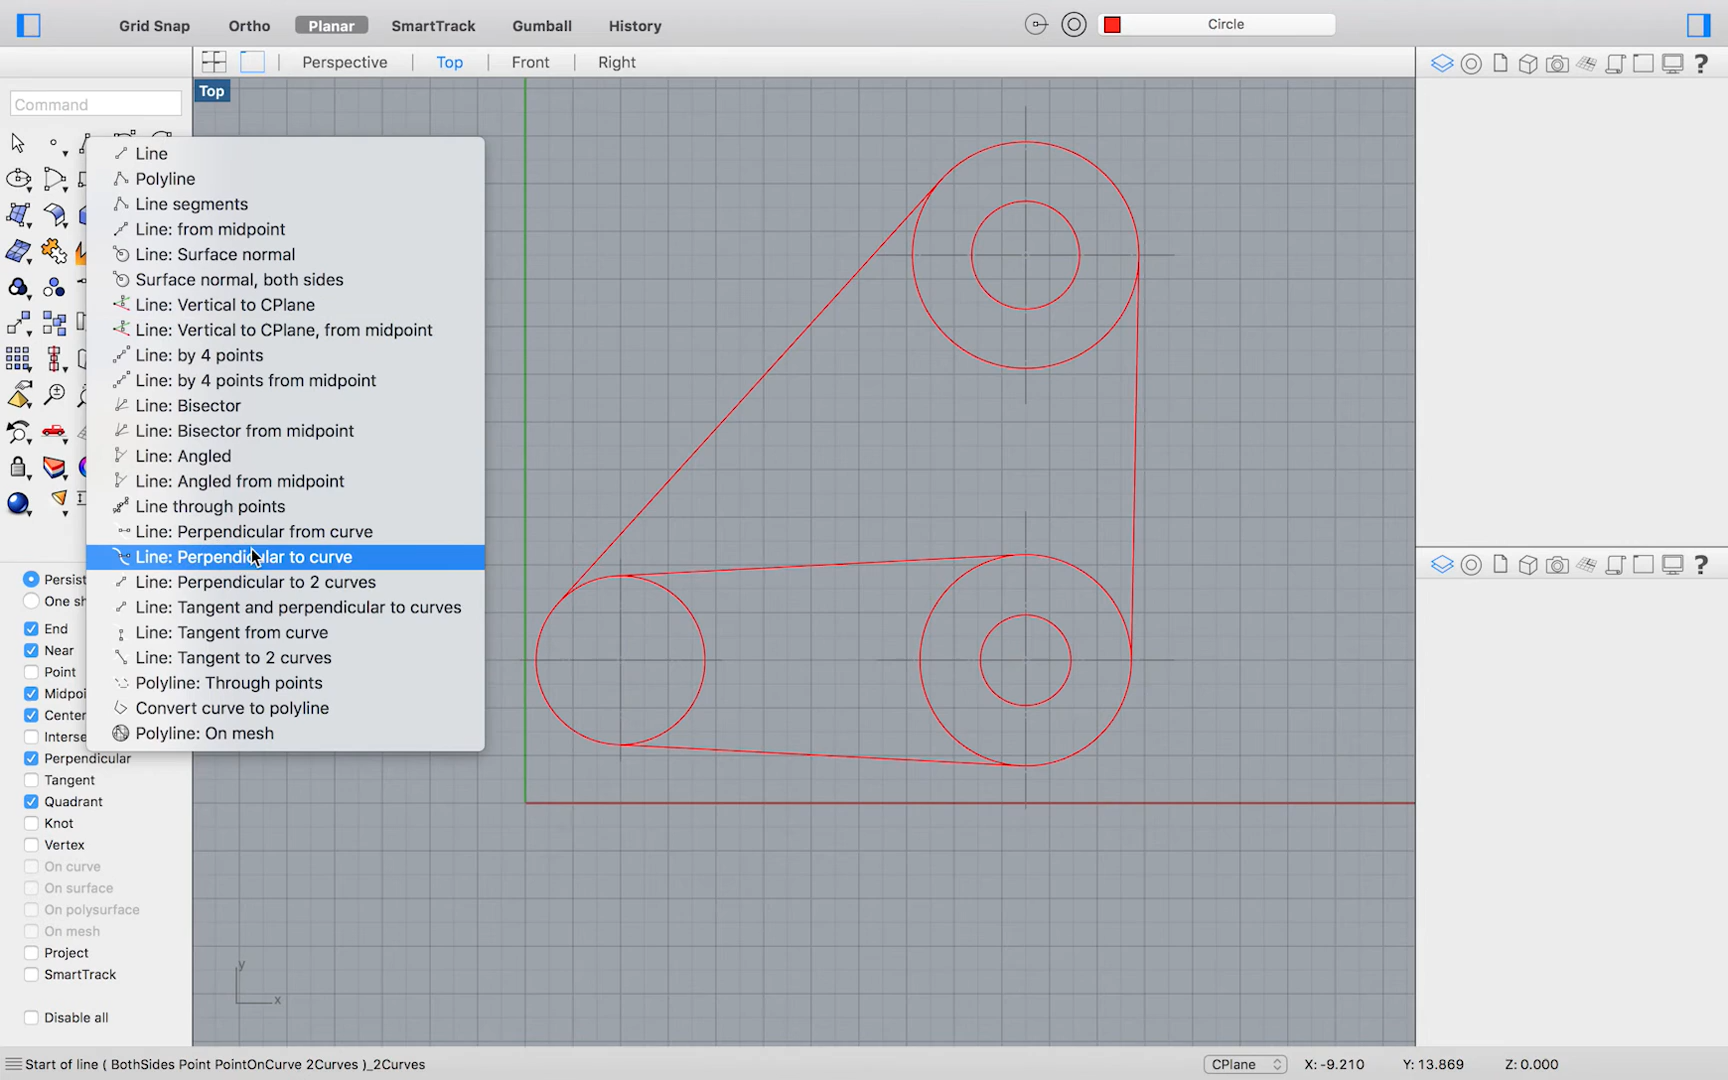 Grid Snap Ortho Planar SmartTrack Gumball History Circle
Perspective Top Front Right
Top
Command
Line
Polyline
Line segments
Line: from midpoint
Line: Surface normal
Surface normal, both sides
Line: Vertical to CPlane
Line: Vertical to CPlane, from midpoint
Line: by 4 points
Line: by 4 points from midpoint
Line: Bisector
Line: Bisector from midpoint
Line: Angled
Line: Angled from midpoint
Line through points
Line: Perpendicular from curve
Line: Perpendicular to curve
Line: Perpendicular to 2 curves
Line: Tangent and perpendicular to curves
Line: Tangent from curve
Line: Tangent to 2 curves
Polyline: Through points
Convert curve to polyline
Polyline: On mesh
Persist
One sh
End
Near
Point
Midpoi
Center
Interse
Perpendicular
Tangent
Quadrant
Knot
Vertex
On curve
On surface
On polysurface
On mesh
Project
SmartTrack
Disable all
y
x
Start of line ( BothSides Point PointOnCurve 2Curves )_2Curves
CPlane X: -9.210 Y: 13.869 Z: 0.000